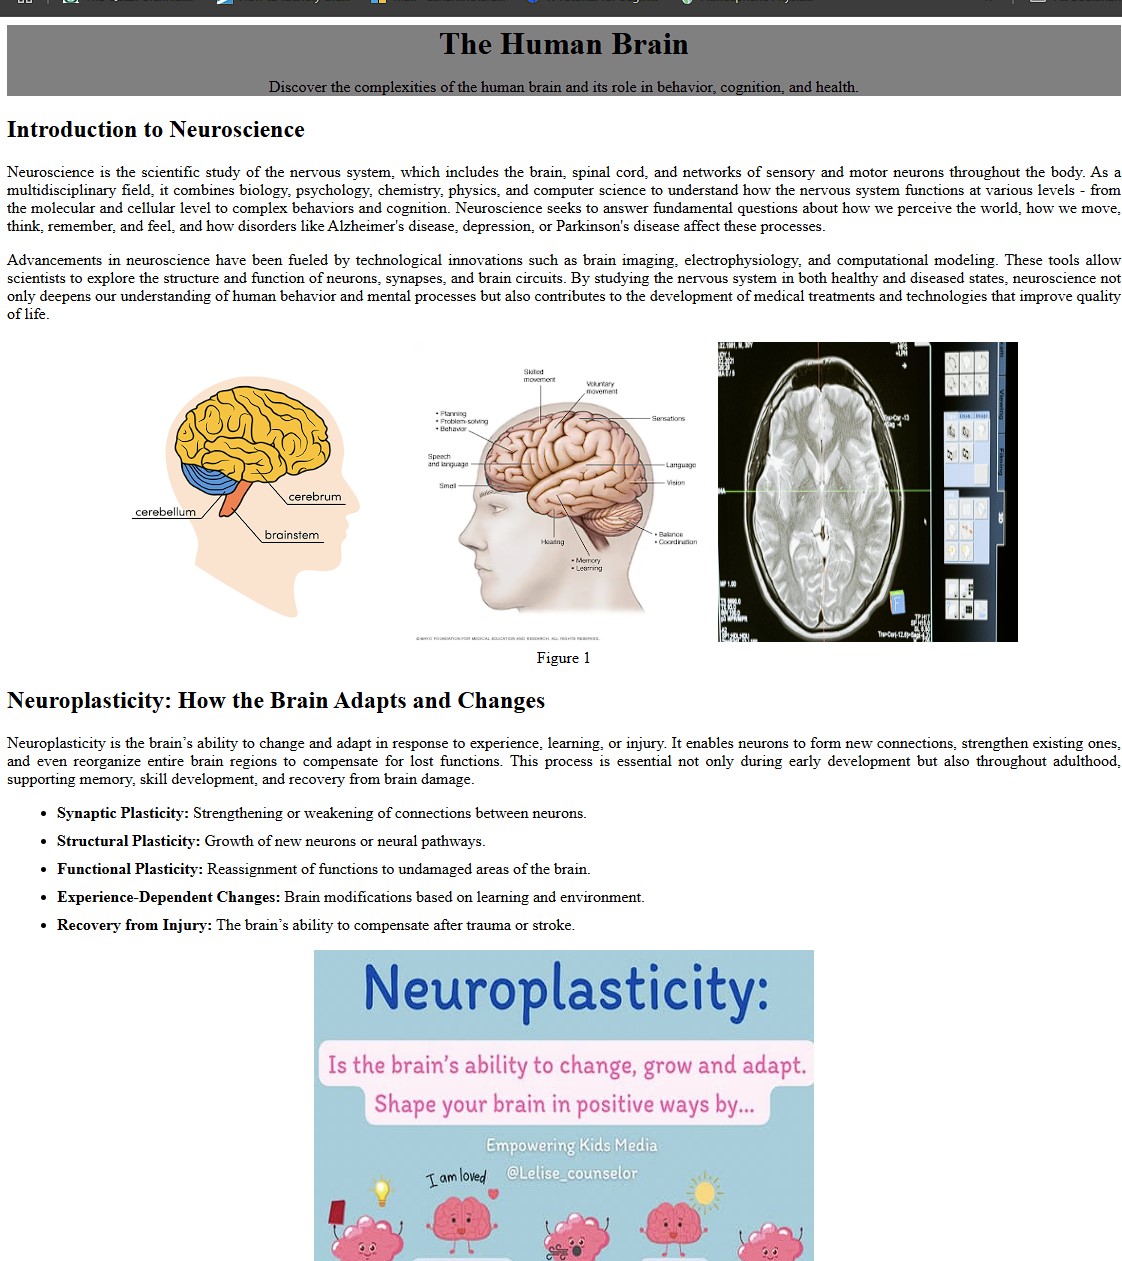 The Human Brain
Discover the complexities of the human brain and its role in behavior, cognition, and health.
Introduction to Neuroscience
Neuroscience is the scientific study of the nervous system, which includes the brain, spinal cord, and networks of sensory and motor neurons throughout the body. As a
multidisciplinary field, it combines biology, psychology, chemistry, physics, and computer science to understand how the nervous system functions at various levels - from
the molecular and cellular level to complex behaviors and cognition. Neuroscience seeks to answer fundamental questions about how we perceive the world, how we move,
think, remember, and feel, and how disorders like Alzheimer's disease, depression, or Parkinson's disease affect these processes.
Advancements in neuroscience have been fueled by technological innovations such as brain imaging, electrophysiology, and computational modeling. These tools allow
scientists to explore the structure and function of neurons, synapses, and brain circuits. By studying the nervous system in both healthy and diseased states, neuroscience not
only deepens our understanding of human behavior and mental processes but also contributes to the development of medical treatments and technologies that improve quality
of life.
cerebrum
cerebellum
brainstem
Skilled
movement
Voluntary
movement
• Planning
• Problem-solving
• Behavior
Sensations
Speech
and language
Language
Smell
Vision
Hearing
• Balance
• Coordination
• Memory
• Learning
©MAYO FOUNDATION FOR MEDICAL EDUCATION AND RESEARCH. ALL RIGHTS RESERVED.
Figure 1
Neuroplasticity: How the Brain Adapts and Changes
Neuroplasticity is the brain’s ability to change and adapt in response to experience, learning, or injury. It enables neurons to form new connections, strengthen existing ones,
and even reorganize entire brain regions to compensate for lost functions. This process is essential not only during early development but also throughout adulthood,
supporting memory, skill development, and recovery from brain damage.
• Synaptic Plasticity: Strengthening or weakening of connections between neurons.
• Structural Plasticity: Growth of new neurons or neural pathways.
• Functional Plasticity: Reassignment of functions to undamaged areas of the brain.
• Experience-Dependent Changes: Brain modifications based on learning and environment.
• Recovery from Injury: The brain’s ability to compensate after trauma or stroke.
Neuroplasticity:
Is the brain’s ability to change, grow and adapt.
Shape your brain in positive ways by...
Empowering Kids Media
@Lelise_counselor
I am loved